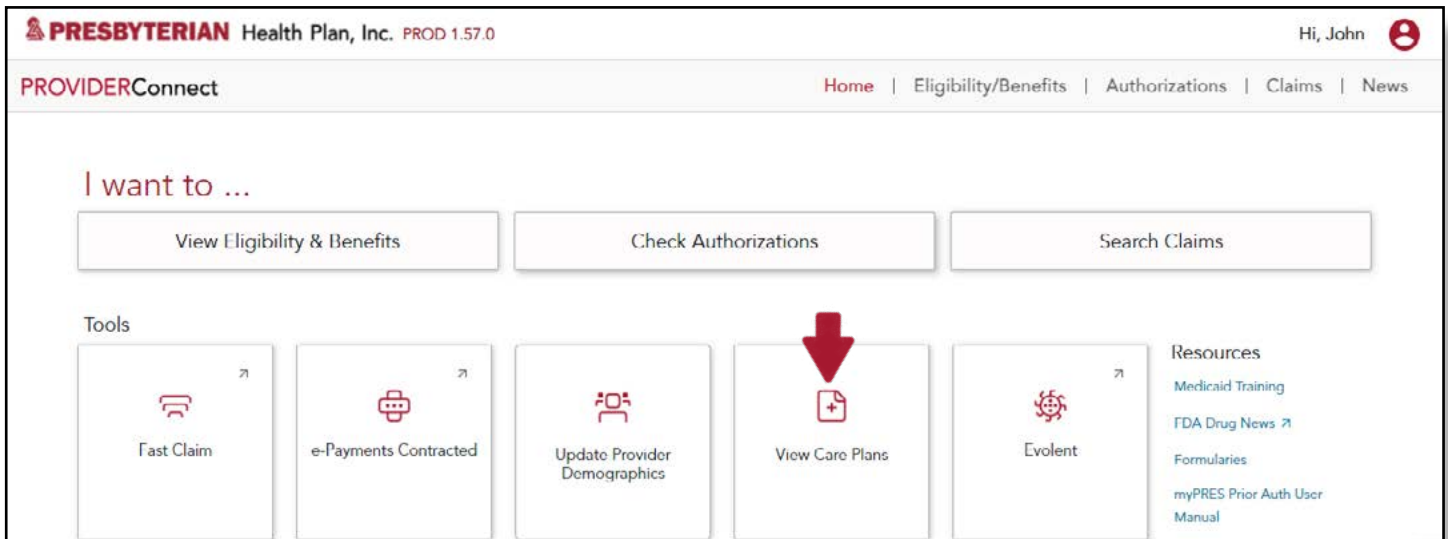 PRESBYTERIAN Health Plan, Inc. PROD 1.57.0
Hi, John
PROVIDERConnect
Home | Eligibility/Benefits | Authorizations | Claims | News
I want to ...
View Eligibility & Benefits
Check Authorizations
Search Claims
Tools
Fast Claim
e-Payments Contracted
Update Provider
Demographics
View Care Plans
Evolent
Resources
Medicaid Training
FDA Drug News
Formularies
myPRES Prior Auth User
Manual